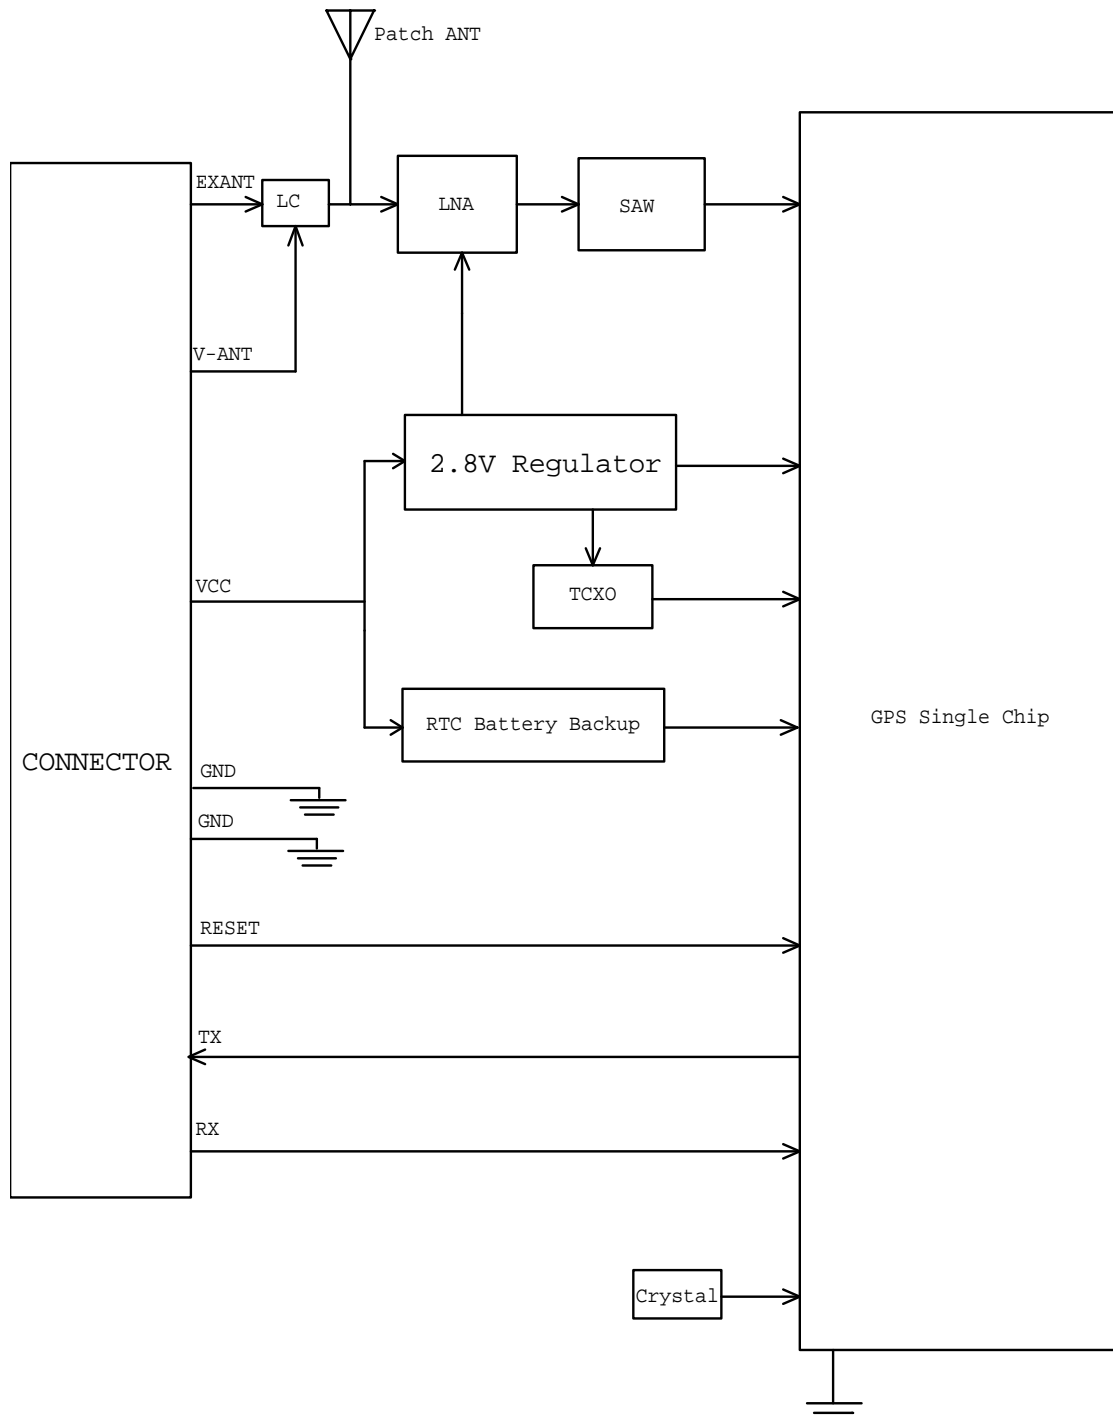 Patch ANT
EXANT
LC
LNA
SAW
V-ANT
2.8V Regulator
VCC
TCXO
RTC Battery Backup
GPS Single Chip
CONNECTOR
GND
GND
RESET
TX
RX
Crystal